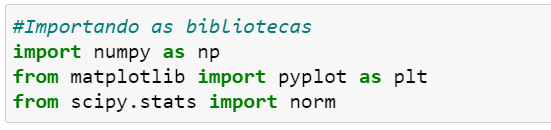 #Importando as bibliotecas
import numpy as np
from matplotlib import pyplot as plt
from scipy.stats import norm